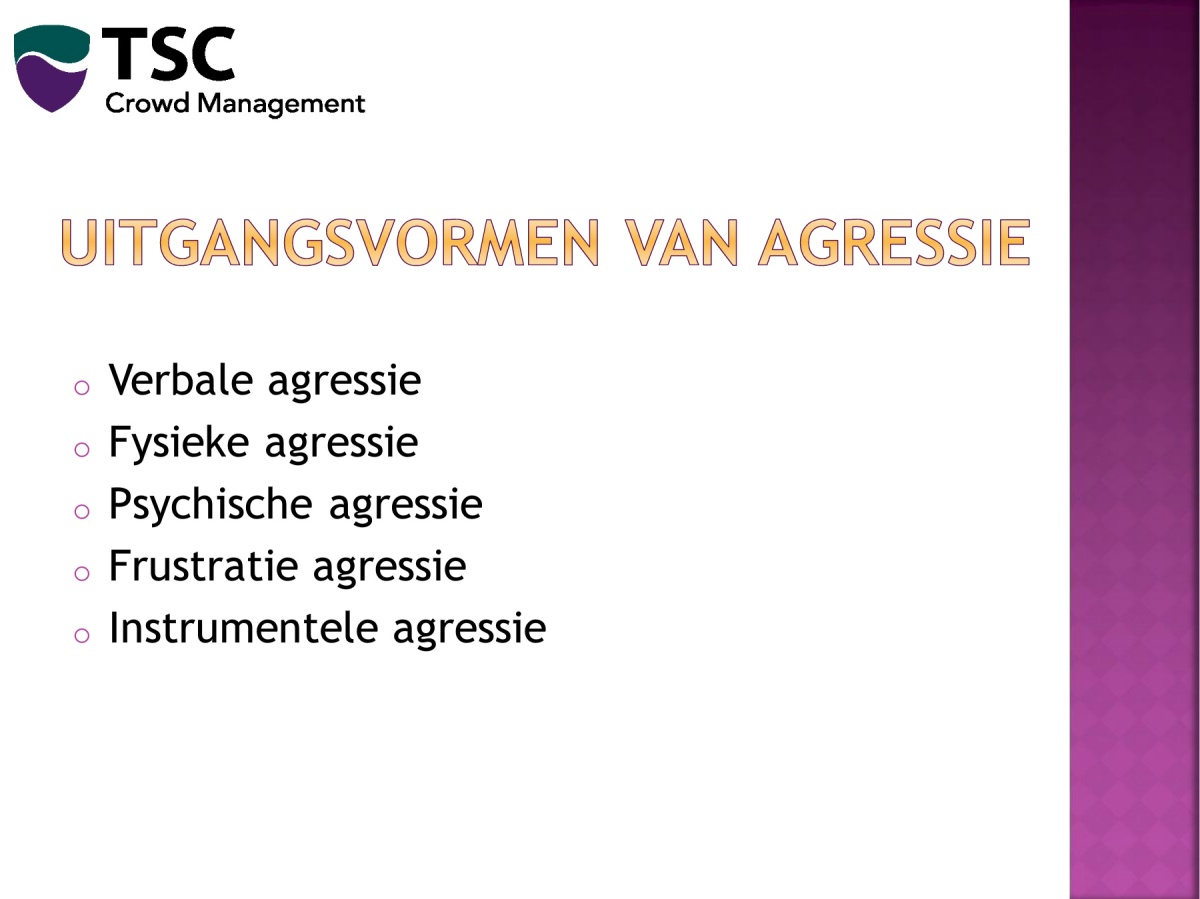 TSC
Crowd Management
UITGANGSVORMEN VAN AGRESSIE
o Verbale agressie
o Fysieke agressie
o Psychische agressie
o Frustratie agressie
o Instrumentele agressie